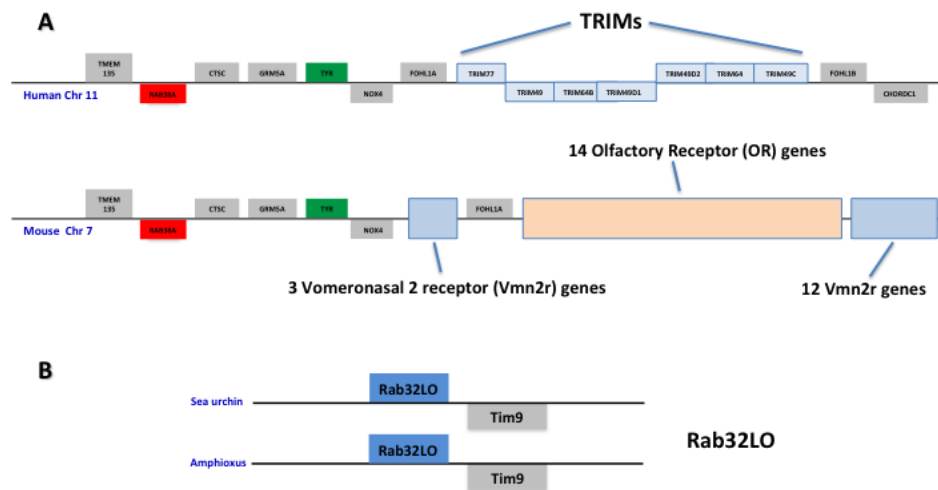 A
TRIMs
TMEM
135
CTSC
GRM5A
TYR
FOHL1A
TRIM77
TRIM49D2
TRIM64
TRIM49C
FOHL1B
Human Chr 11
RAB38A
NOX4
TRIM49
TRIM64B
TRIM49D1
CHORDC1
14 Olfactory Receptor (OR) genes
TMEM
135
CTSC
GRM5A
TYR
FOHL1A
Mouse Chr 7
RAB38A
NOX4
3 Vomeronasal 2 receptor (Vmn2r) genes
12 Vmn2r genes
B
Rab32LO
Sea urchin
Tim9
Rab32LO
Rab32LO
Amphioxus
Tim9